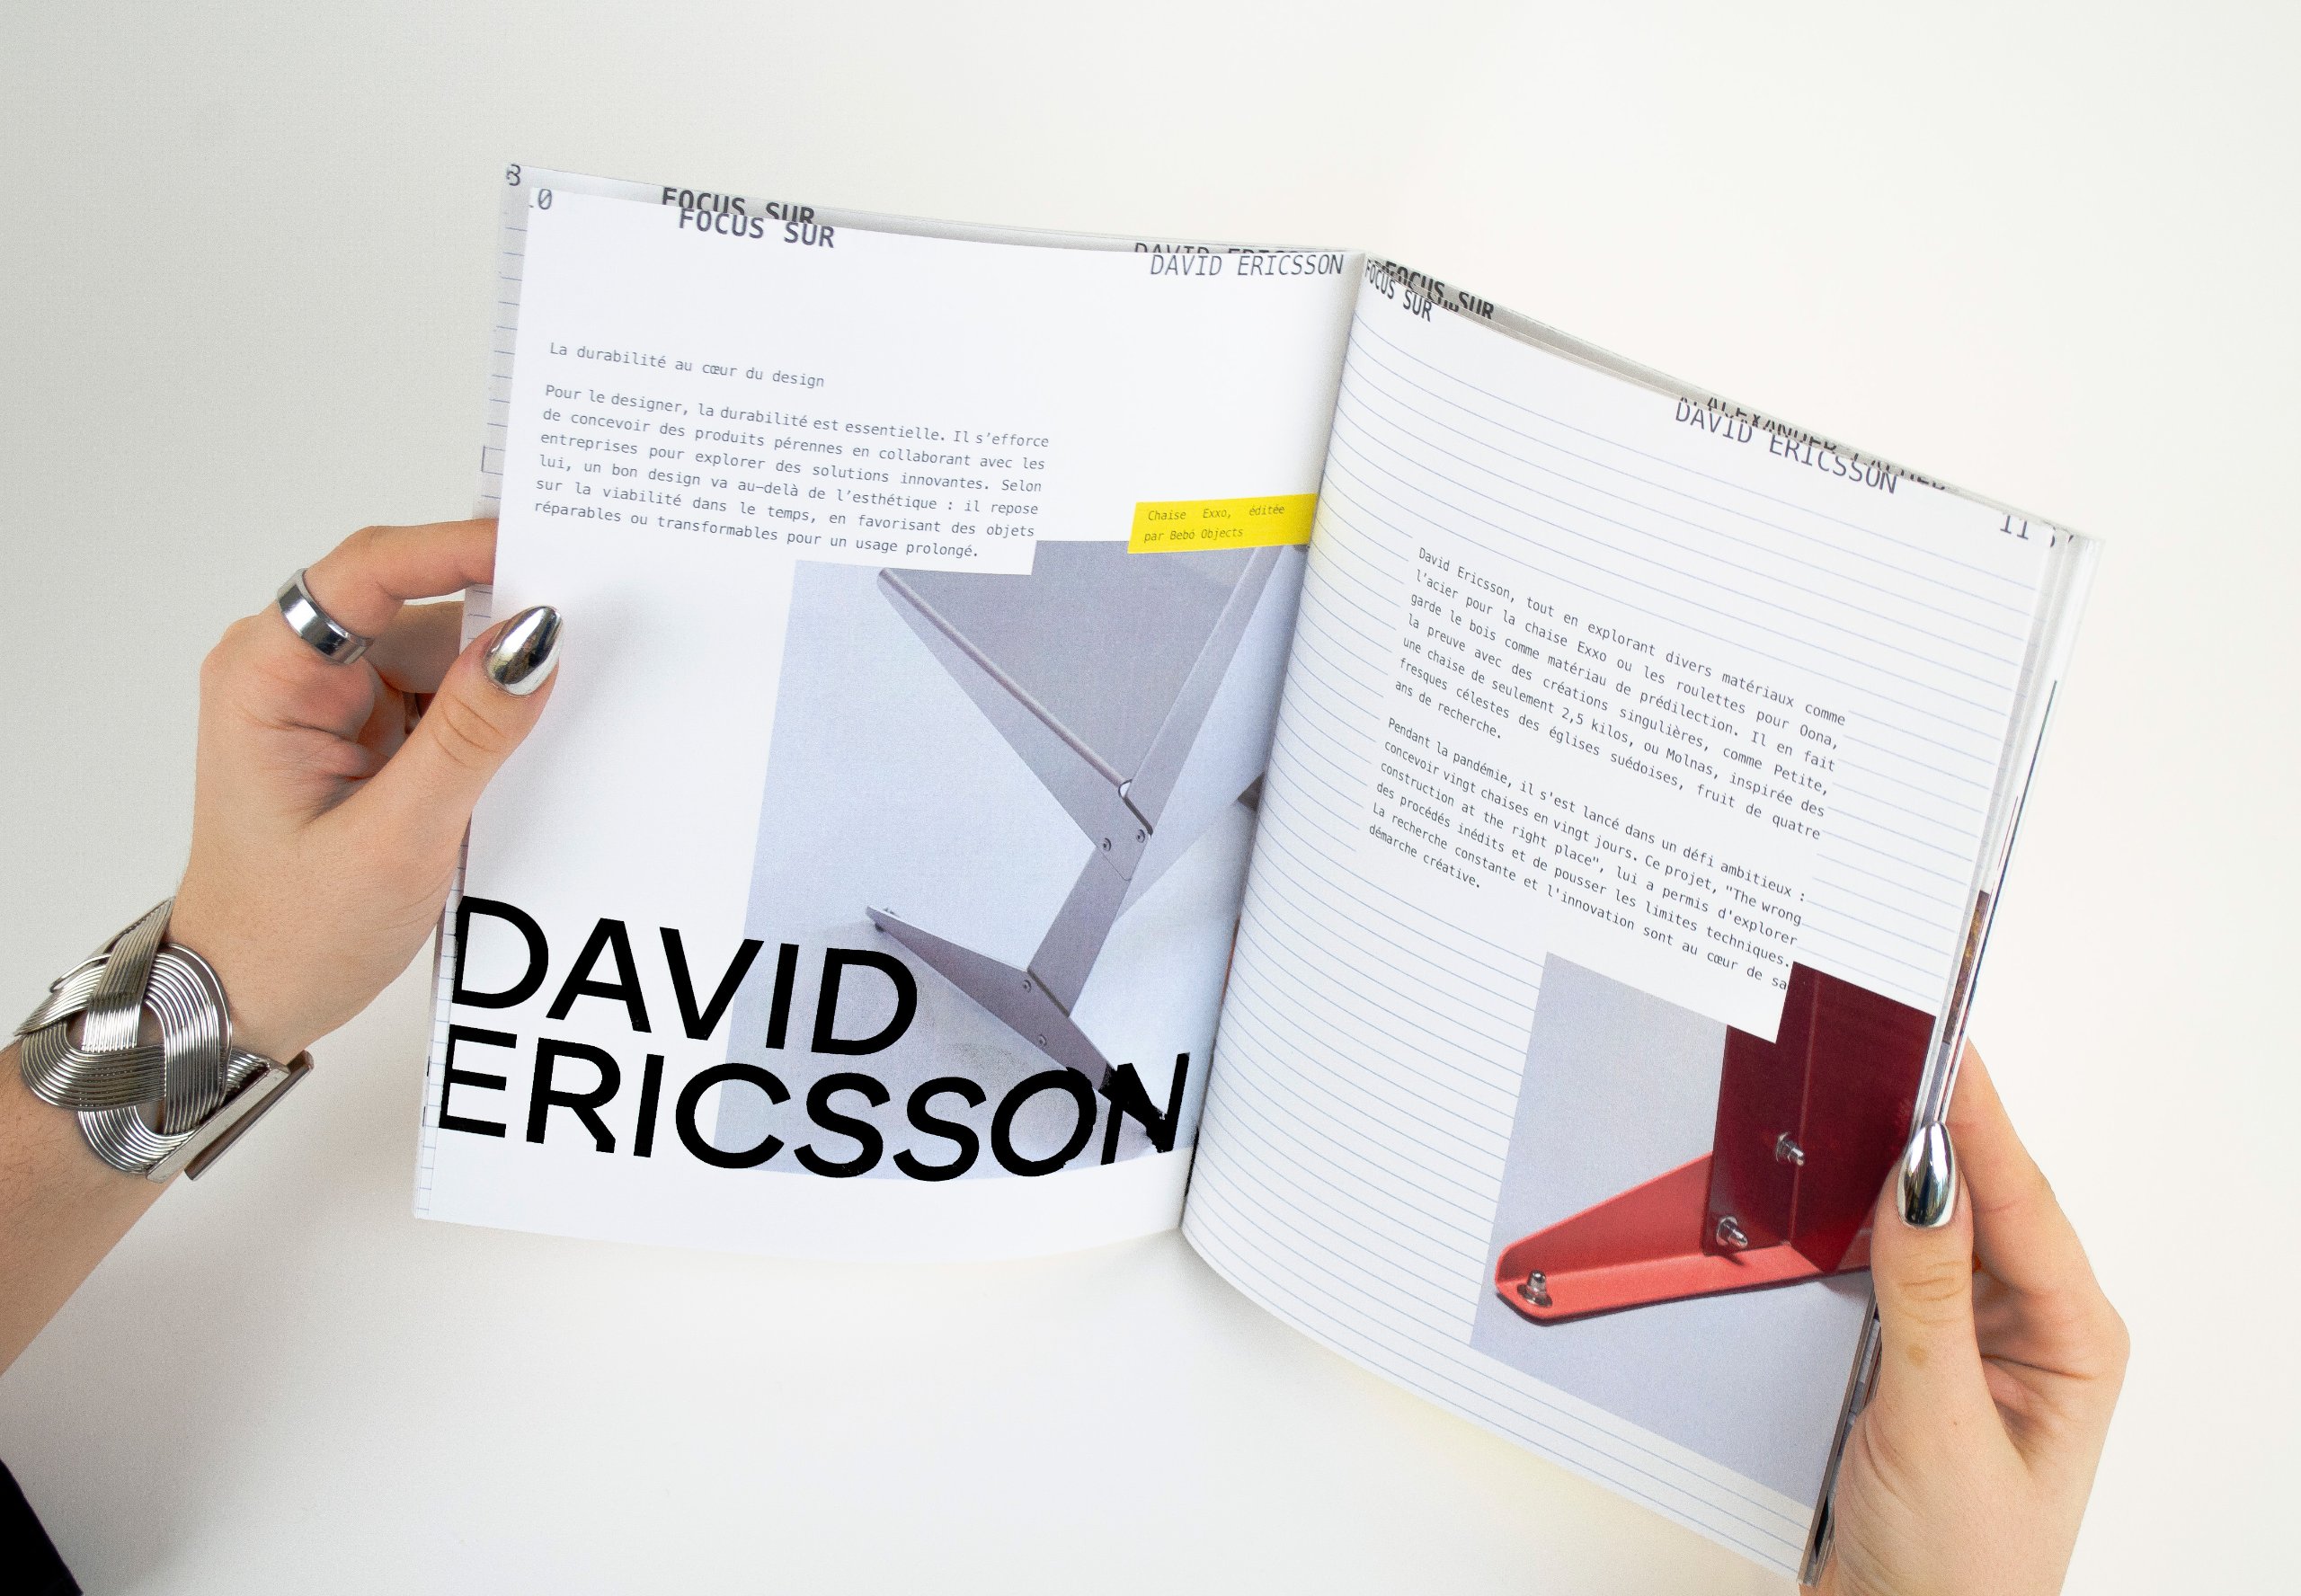 FOCUS SUR
FOCUS SUR
DAVID ERICSSON
La durabilité au cœur du design
Pour le designer, la durabilité est essentielle. Il s'efforce
de concevoir des produits pérennes en collaborant avec les
entreprises pour explorer des solutions innovantes. Selon
lui, un bon design va au-delà de l'esthétique : il repose
sur la viabilité dans le temps, en favorisant des objets
réparables ou transformables pour un usage prolongé.
Chaise Exxo, éditée
par Bebó Objects
DAVID
ERICSSON
FOCUS SUR
FOCUS SUR
DAVID ERICSSON
11
David Ericsson, tout en explorant divers matériaux comme
l'acier pour la chaise Exxo ou les roulettes pour Oona,
garde le bois comme matériau de prédilection. Il en fait
la preuve avec des créations singulières, comme Petite,
une chaise de seulement 2,5 kilos, ou Molnas, inspirée des
fresques célestes des églises suédoises, fruit de quatre
ans de recherche.
Pendant la pandémie, il s'est lancé dans un défi ambitieux :
concevoir vingt chaises en vingt jours. Ce projet, "The wrong
construction at the right place", lui a permis d'explorer
des procédés inédits et de pousser les limites techniques.
La recherche constante et l'innovation sont au cœur de sa
démarche créative.